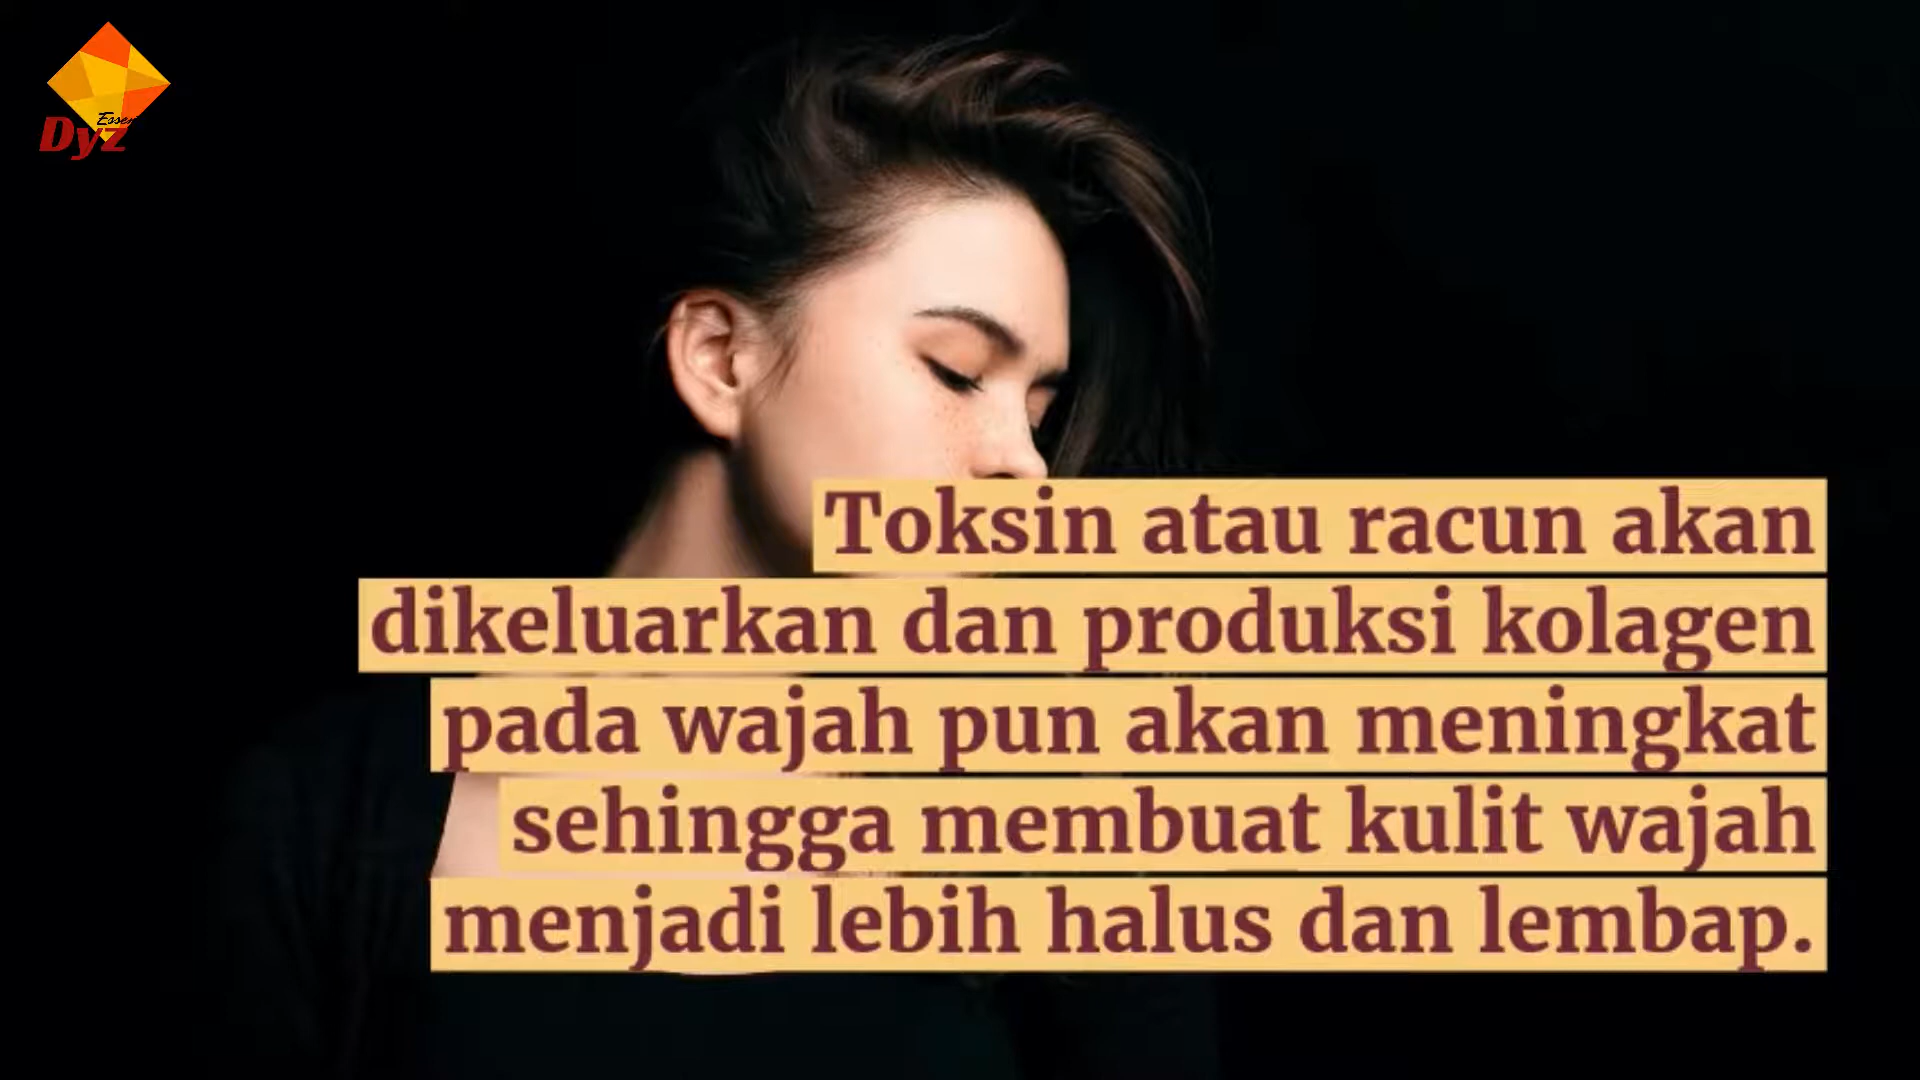 Dyz
Toksin atau racun akan
dikeluarkan dan produksi kolagen
pada wajah pun akan meningkat
sehingga membuat kulit wajah
menjadi lebih halus dan lembap.